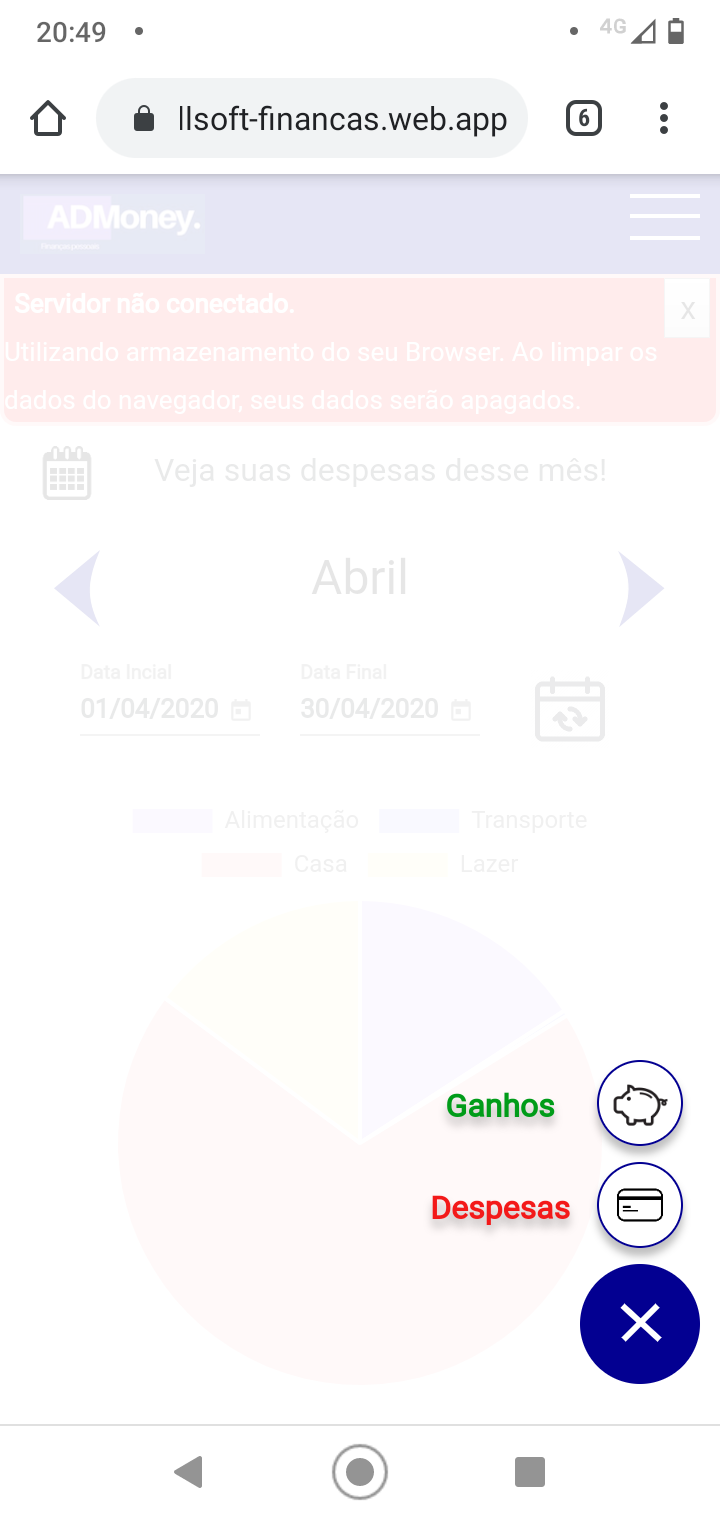 20:49
4G
llsoft-financas.web.app
6
ADMoney.
Servidor não conectado.
X
Utilizando armazenamento do seu Browser. Ao limpar os
dados do navegador, seus dados serão apagados.
Veja suas despesas desse mês!
Abril
Data Incial
Data Final
01/04/2020
30/04/2020
Alimentação
Transporte
Casa
Lazer
Ganhos
Despesas